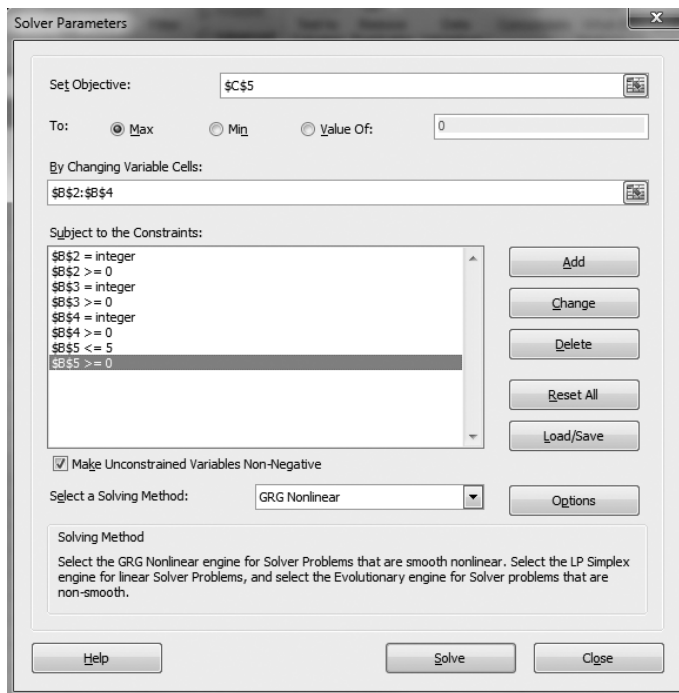 Solver Parameters
X
Set Objective:
$C$5
To:
Max
Min
Value Of:
0
By Changing Variable Cells:
$B$2:$B$4
Subject to the Constraints:
$B$2 = integer
$B$2 >= 0
$B$3 = integer
$B$3 >= 0
$B$4 = integer
$B$4 >= 0
$B$5 <= 5
$B$5 >= 0
Add
Change
Delete
Reset All
Load/Save
Make Unconstrained Variables Non-Negative
Select a Solving Method:
GRG Nonlinear
Options
Solving Method
Select the GRG Nonlinear engine for Solver Problems that are smooth nonlinear. Select the LP Simplex
engine for linear Solver Problems, and select the Evolutionary engine for Solver problems that are
non-smooth.
Help
Solve
Close